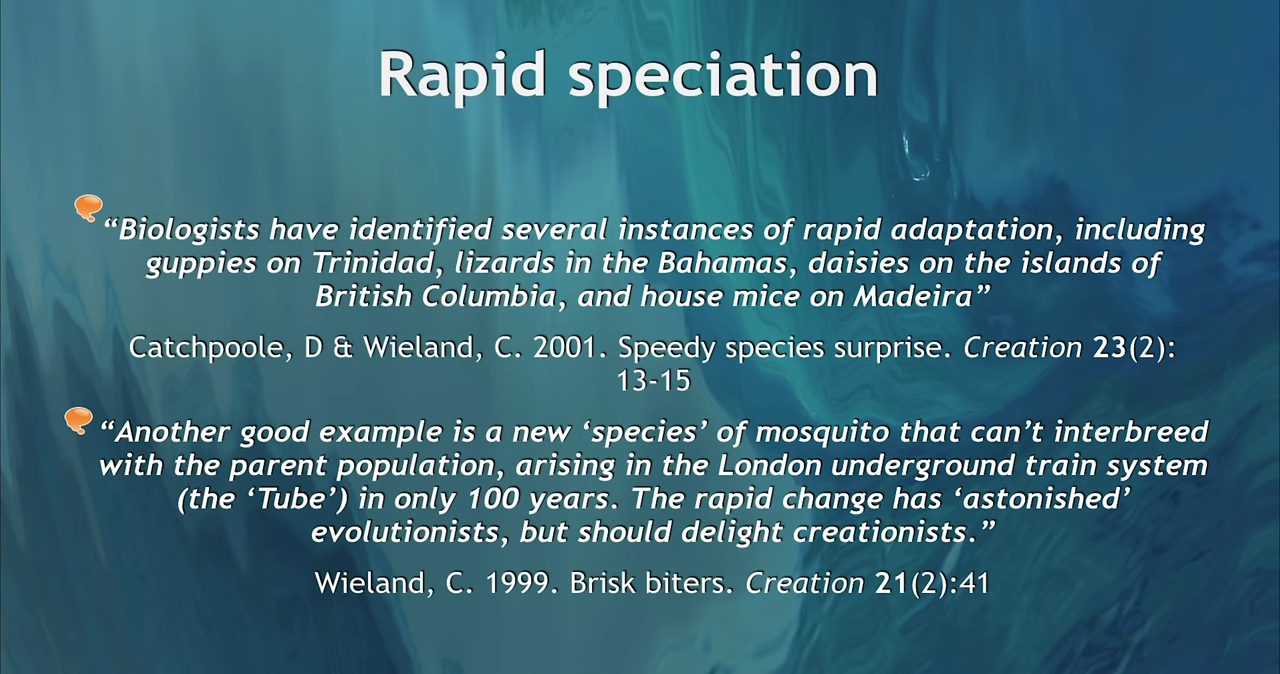 Rapid speciation
“Biologists have identified several instances of rapid adaptation, including
guppies on Trinidad, lizards in the Bahamas, daisies on the islands of
British Columbia, and house mice on Madeira”
Catchpoole, D & Wieland, C. 2001. Speedy species surprise. Creation 23(2):
13-15
“Another good example is a new ‘species’ of mosquito that can’t interbreed
with the parent population, arising in the London underground train system
(the ‘Tube’) in only 100 years. The rapid change has ‘astonished’
evolutionists, but should delight creationists.”
Wieland, C. 1999. Brisk biters. Creation 21(2):41